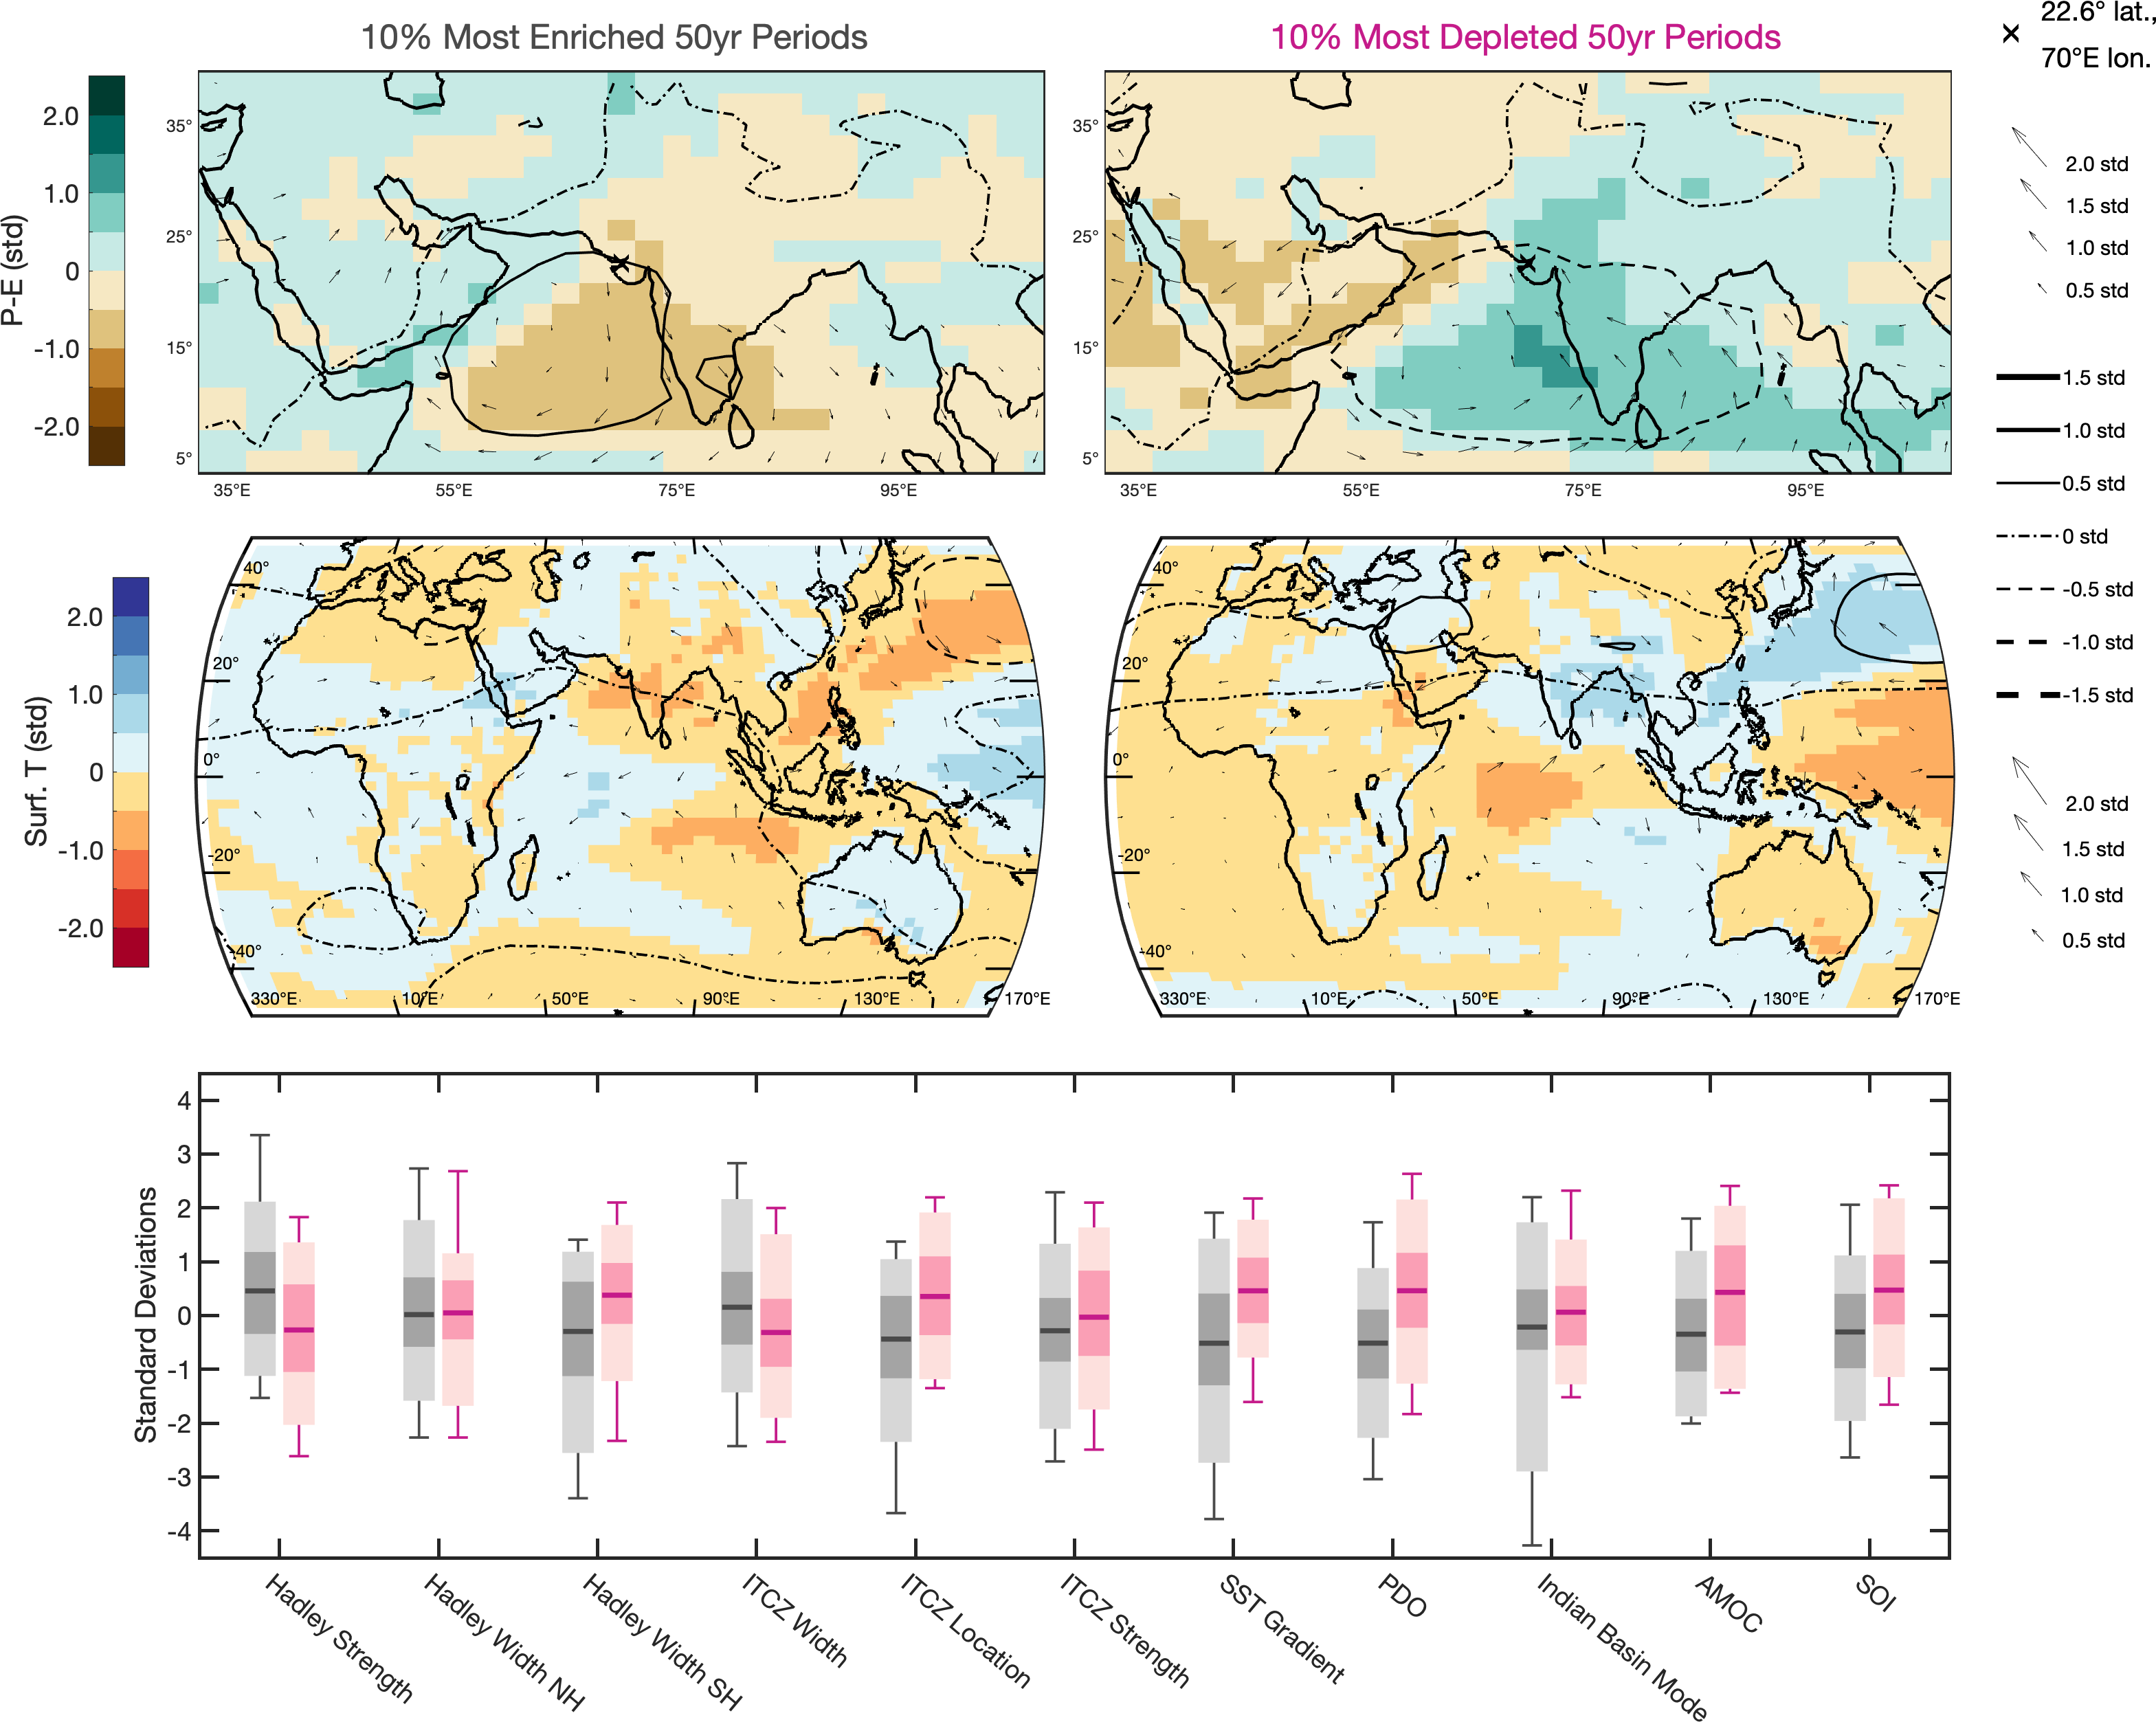 10% Most Enriched 50yr Periods
10% Most Depleted 50yr Periods
22.6° lat.,
70°E lon.
P-E (std)
2.0
1.0
0
-1.0
-2.0
35°
25°
15°
5°
35°E 55°E 75°E 95°E
35°
25°
15°
5°
35°E 55°E 75°E 95°E
2.0 std
1.5 std
1.0 std
0.5 std
1.5 std
1.0 std
0.5 std
0 std
-0.5 std
-1.0 std
-1.5 std
Surf. T (std)
2.0
1.0
0
-1.0
-2.0
40°
20°
0°
-20°
-40°
330°E 10°E 50°E 90°E 130°E 170°E
40°
20°
0°
-20°
-40°
330°E 10°E 50°E 90°E 130°E 170°E
2.0 std
1.5 std
1.0 std
0.5 std
Standard Deviations
4
3
2
1
0
-1
-2
-3
-4
Hadley Strength
Hadley Width NH
Hadley Width SH
ITCZ Width
ITCZ Location
ITCZ Strength
SST Gradient
PDO
Indian Basin Mode
AMOC
SOI